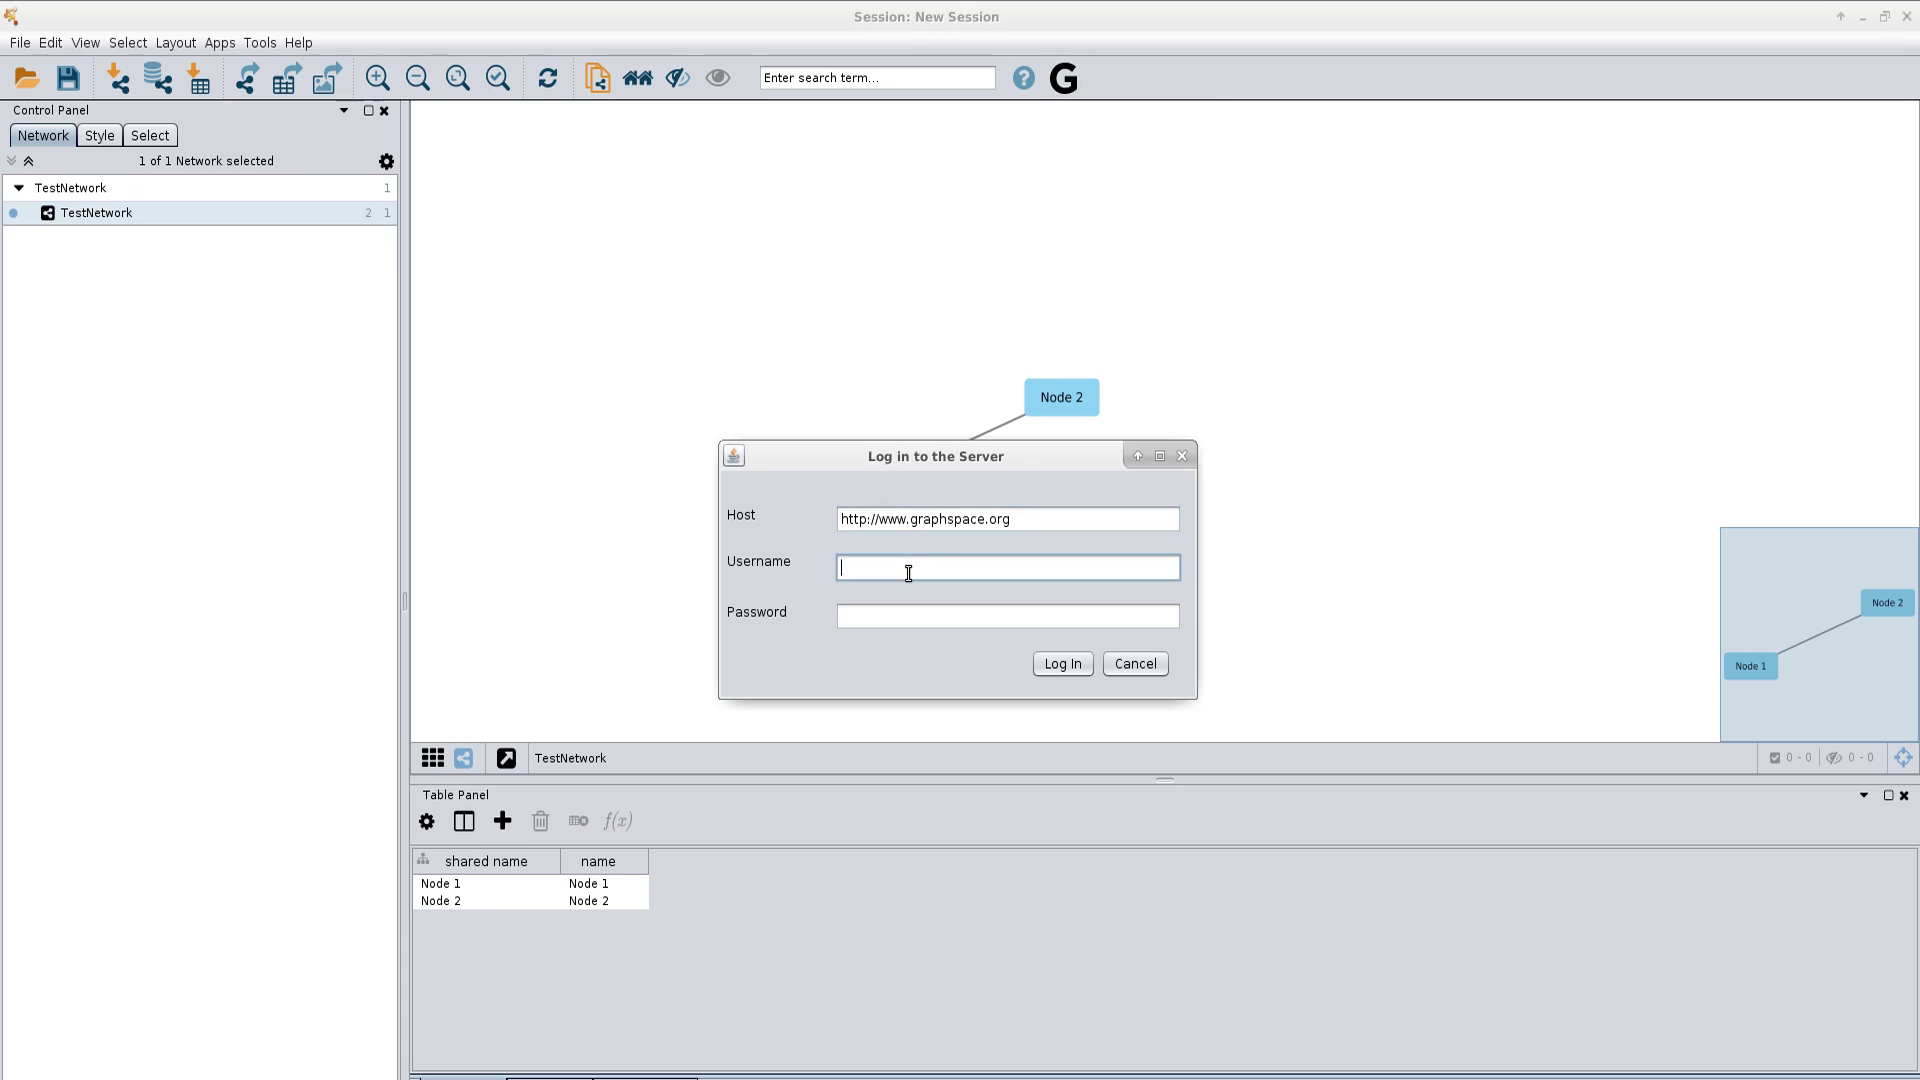 Session: New Session
File Edit View Select Layout Apps Tools Help
Enter search term...
? G
Control Panel
Network Style Select
1 of 1 Network selected
TestNetwork 1
TestNetwork 2 1
Node 2
Log in to the Server
Host http://www.graphspace.org
Username
Password
Log In Cancel
Node 2
Node 1
TestNetwork 0 - 0 0 - 0
Table Panel
f(x)
shared name name
Node 1 Node 1
Node 2 Node 2